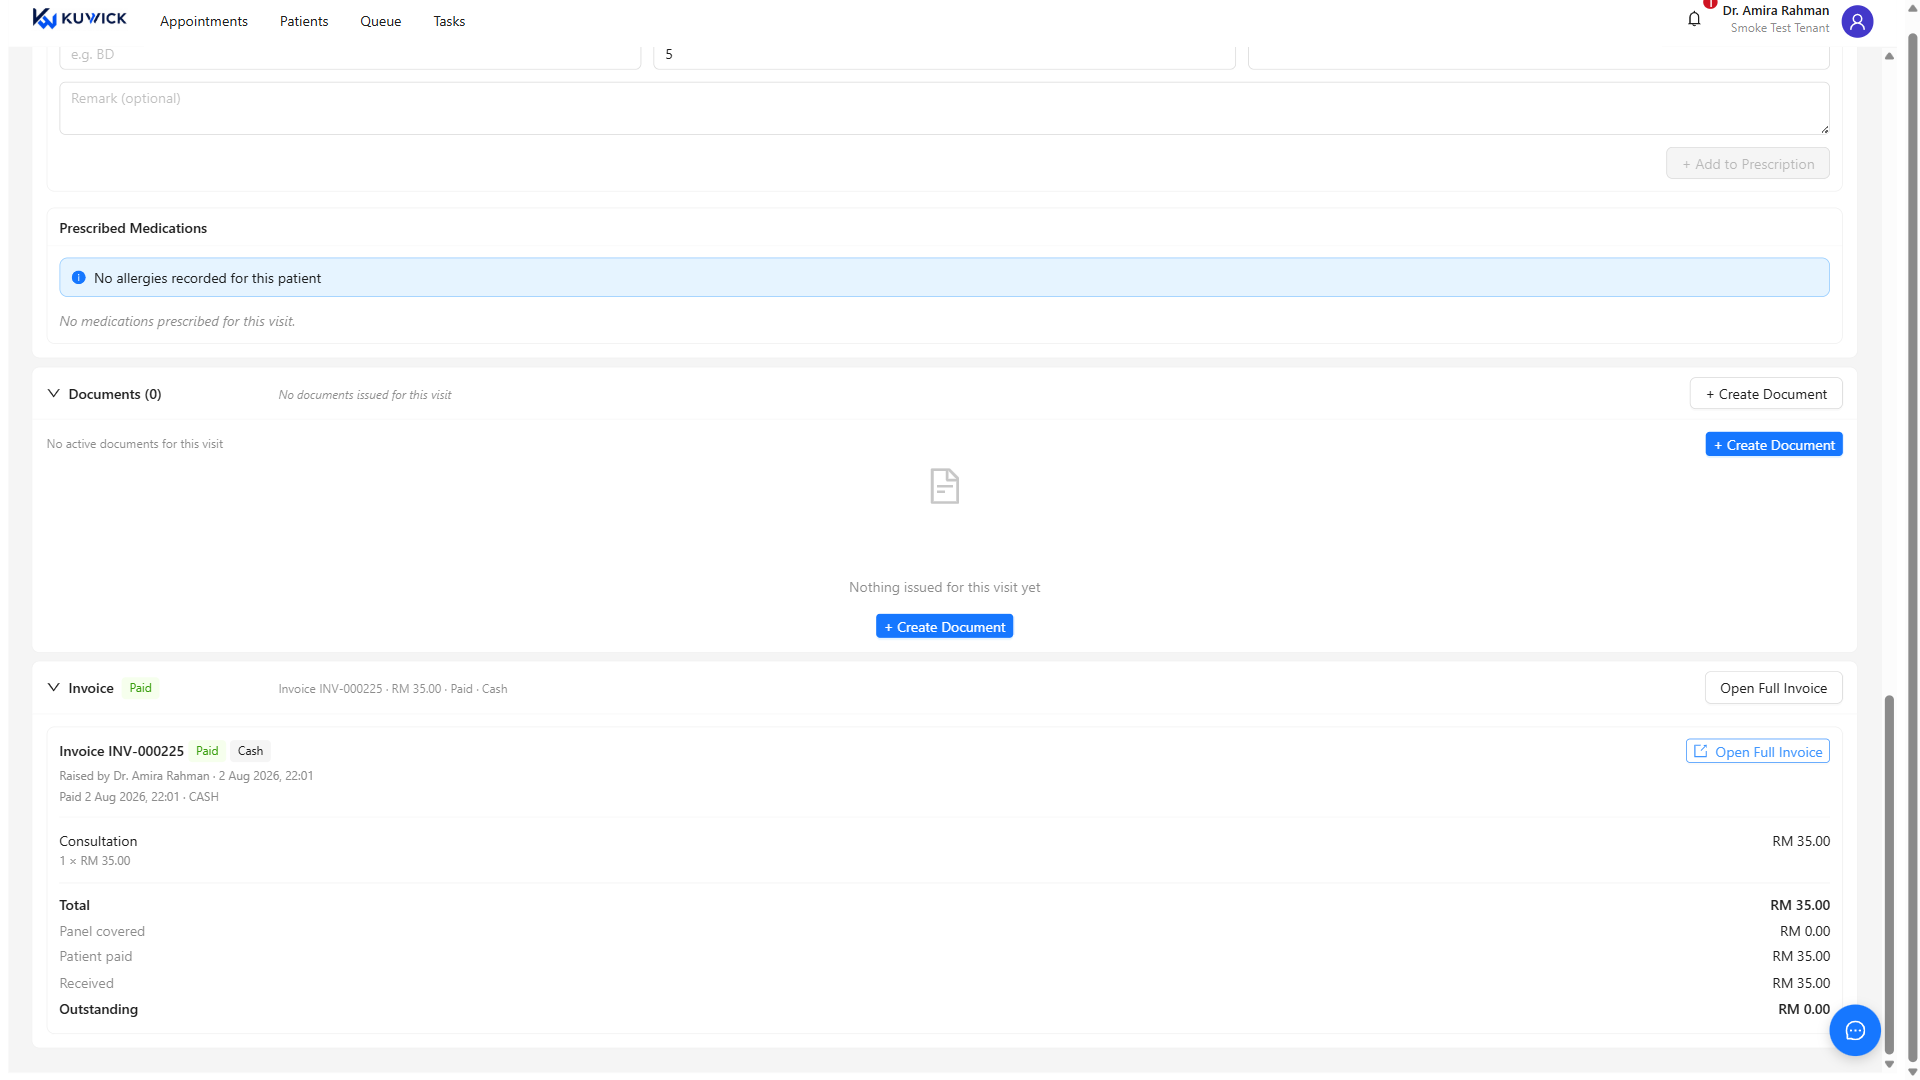 KUWICK
Appointments
Patients
Queue
Tasks
1
Dr. Amira Rahman
Smoke Test Tenant
e.g. BD
5
Remark (optional)
+ Add to Prescription
Prescribed Medications
No allergies recorded for this patient
No medications prescribed for this visit.
Documents (0)
No documents issued for this visit
+ Create Document
No active documents for this visit
+ Create Document
Nothing issued for this visit yet
+ Create Document
Invoice Paid
Invoice INV-000225 · RM 35.00 · Paid · Cash
Open Full Invoice
Invoice INV-000225 Paid Cash
Open Full Invoice
Raised by Dr. Amira Rahman · 2 Aug 2026, 22:01
Paid 2 Aug 2026, 22:01 · CASH
Consultation RM 35.00
1 × RM 35.00
Total RM 35.00
Panel covered RM 0.00
Patient paid RM 35.00
Received RM 35.00
Outstanding RM 0.00